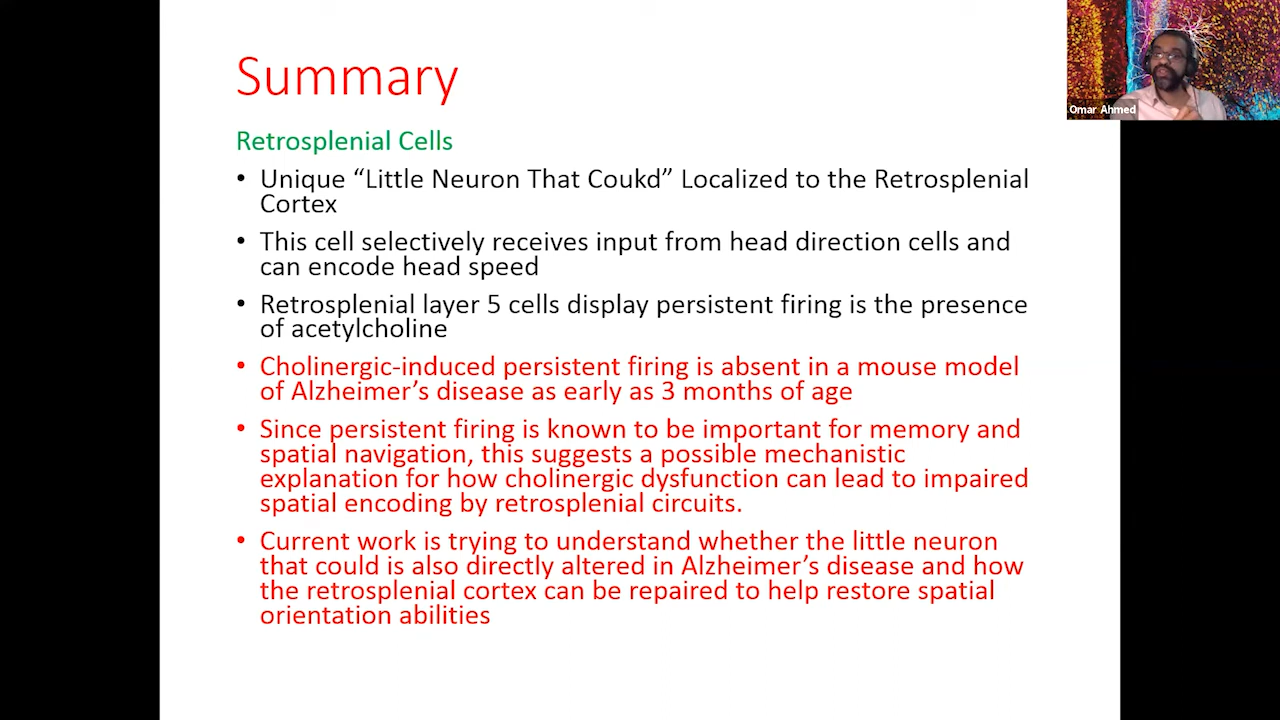 Summary
Omar Ahmed
Retrosplenial Cells
• Unique “Little Neuron That Coukd” Localized to the Retrosplenial
Cortex
• This cell selectively receives input from head direction cells and
can encode head speed
• Retrosplenial layer 5 cells display persistent firing is the presence
of acetylcholine
• Cholinergic-induced persistent firing is absent in a mouse model
of Alzheimer’s disease as early as 3 months of age
• Since persistent firing is known to be important for memory and
spatial navigation, this suggests a possible mechanistic
explanation for how cholinergic dysfunction can lead to impaired
spatial encoding by retrosplenial circuits.
• Current work is trying to understand whether the little neuron
that could is also directly altered in Alzheimer’s disease and how
the retrosplenial cortex can be repaired to help restore spatial
orientation abilities